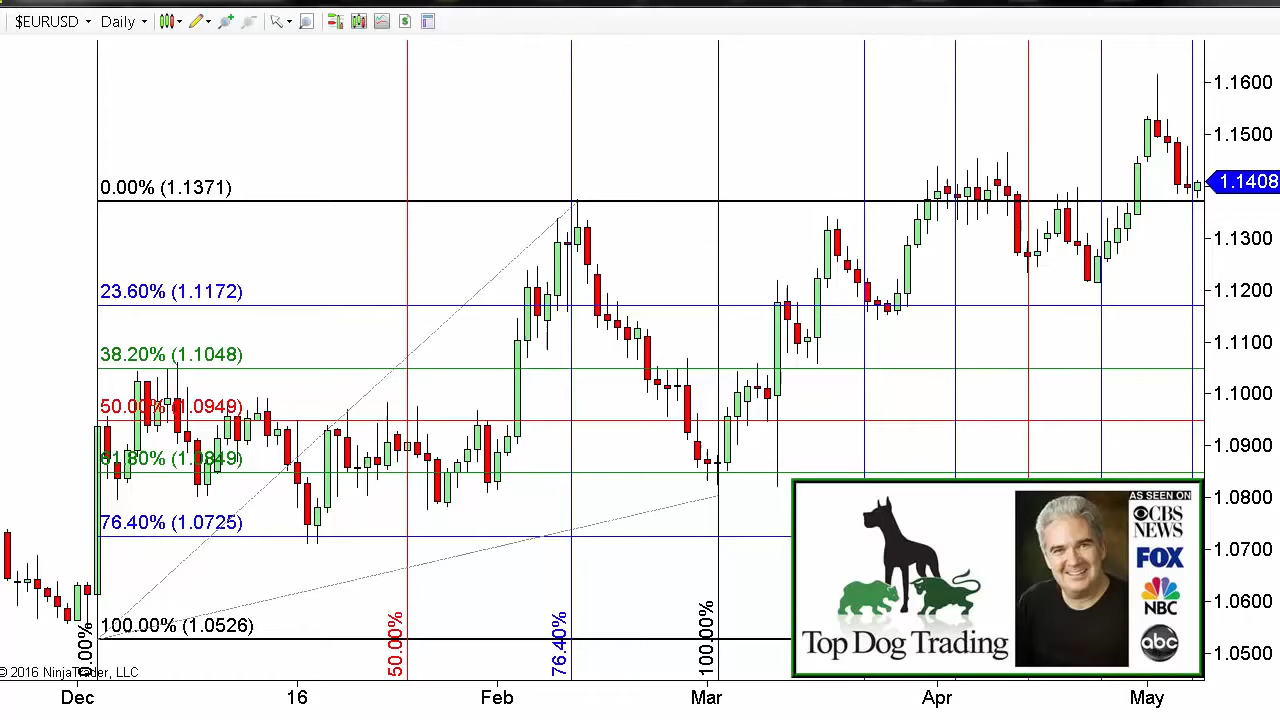 $EURUSD Daily
0.00% (1.1371)
23.60% (1.1172)
38.20% (1.1048)
50.00% (1.0949)
61.80% (1.0849)
76.40% (1.0725)
100.00% (1.0526)
0.00%
50.00%
76.40%
100.00%
1.1600
1.1500
1.1408
1.1300
1.1200
1.1100
1.1000
1.0900
1.0800
1.0700
1.0600
1.0500
AS SEEN ON
CBS
NEWS
FOX
NBC
abc
Top Dog Trading
© 2016 NinjaTrader, LLC
Dec 16 Feb Mar Apr May